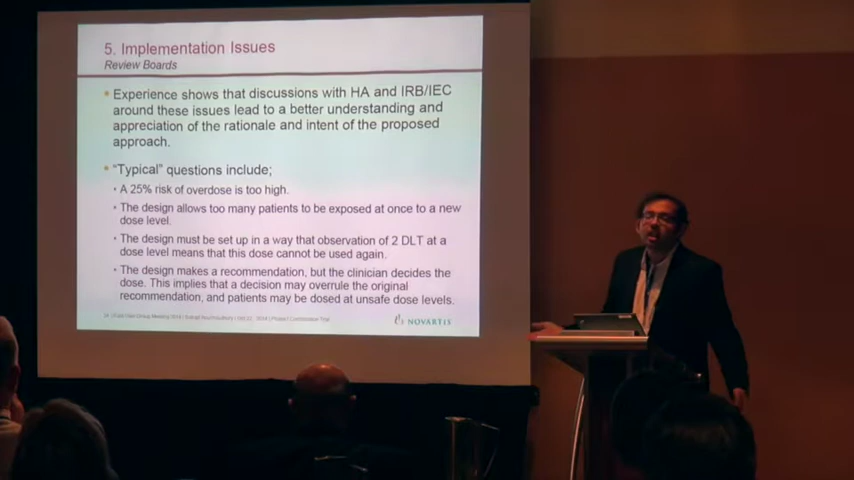 5. Implementation Issues
Review Boards
Experience shows that discussions with HA and IRB/IEC
around these issues lead to a better understanding and
appreciation of the rationale and intent of the proposed
approach.
“Typical” questions include;
A 25% risk of overdose is too high.
The design allows too many patients to be exposed at once to a new
dose level.
The design must be set up in a way that observation of 2 DLT at a
dose level means that this dose cannot be used again.
The design makes a recommendation, but the clinician decides the
dose. This implies that a decision may overrule the original
recommendation, and patients may be dosed at unsafe dose levels.
NOVARTIS